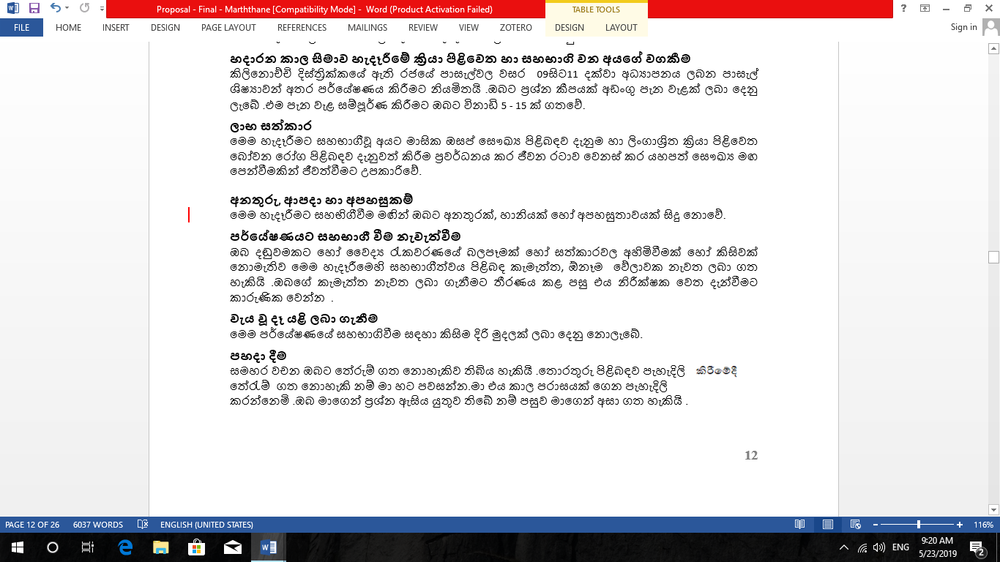 Proposal - Final - Marththane [Compatibility Mode] - Word (Product Activation Failed)
TABLE TOOLS
FILE HOME INSERT DESIGN PAGE LAYOUT REFERENCES MAILINGS REVIEW VIEW ZOTERO DESIGN LAYOUT Sign in
හදාරන කාල සීමාව හැදෑරීමේ ක්‍රියා පිළිවෙත හා සහභාගි වන අයගේ වගකීම
කිලිනොච්චි දිස්ත්‍රික්කයේ ඇති රජයේ පාසැල්වල වසර 09සිට11 දක්වා අධ්‍යාපනය ලබන පාසැල්
ශිෂ්‍යාවන් අතර පර්යේෂණය කිරීමට නියමිතයි .ඔබට ප්‍රශ්න කීපයක් අඩංගු පැන වැළක් ලබා දෙනු
ලැබේ .එම පැන වැළ සම්පූර්ණ කිරීමට ඔබට විනාඩි 5 - 15 ක් ගතවේ.
ලාභ සත්කාර
මෙම හැදෑරීමට සහභාගීවූ අයට මාසික ඔසප් සෞඛ්‍ය පිළිබඳව දැනුම හා ලිංගාශ්‍රිත ක්‍රියා පිළිවෙත
බෝවන රෝග පිළිබඳව දැනුවත් කිරීම ප්‍රවර්ධනය කර ජීවන රටාව වෙනස් කර යහපත් සෞඛ්‍ය මඟ
පෙන්වීමකින් ජීවත්වීමට උපකාරිවේ.
අනතුරු, ආපදා හා අපහසුකම්
මෙම හැදෑරීමට සහභිගීවීම මඟින් ඔබට අනතුරක්, හානියක් හෝ අපහසුතාවයක් සිදු නොවේ.
පර්යේෂණයට සහභාගී වීම නැවැත්වීම
ඔබ දඬුවමකට හෝ වෛද්‍ය රැකවරණයේ බලපෑමක් හෝ සත්කාරවල අහිමිවීමක් හෝ කිසිවක්
නොමැතිව මෙම හැදෑරීමෙහි සහභාගීත්වය පිළිබඳ කැමැත්ත, ඕනෑම වේලාවක නැවත ලබා ගත
හැකියි .ඔබගේ කැමැත්ත නැවත ලබා ගැනීමට තීරණය කළ පසු එය නිරීක්ෂක වෙත දැන්වීමට
කාරුණික වෙන්න .
වැය වූ දෑ යළි ලබා ගැනීම
මෙම පර්යේෂණයේ සහභාගිවීම සඳහා කිසිම දිරි මුදලක් ලබා දෙනු නොලැබේ.
පහදා දීම
සමහර වචන ඔබට තේරුම් ගත නොහැකිව තිබිය හැකියි .තොරතුරු පිළිබඳව පැහැදිලි කිරීමේදී
තේරුම් ගත නොහැකි නම් මා හට පවසන්න.මා එය කාල පරාසයක් ගෙන පැහැදිලි
කරන්නෙමි .ඔබ මාගෙන් ප්‍රශ්න ඇසිය යුතුව තිබේ නම් පසුව මාගෙන් අසා ගත හැකියි .
12
PAGE 12 OF 26 6037 WORDS ENGLISH (UNITED STATES) 116%
ENG 9:20 AM
5/23/2019 2